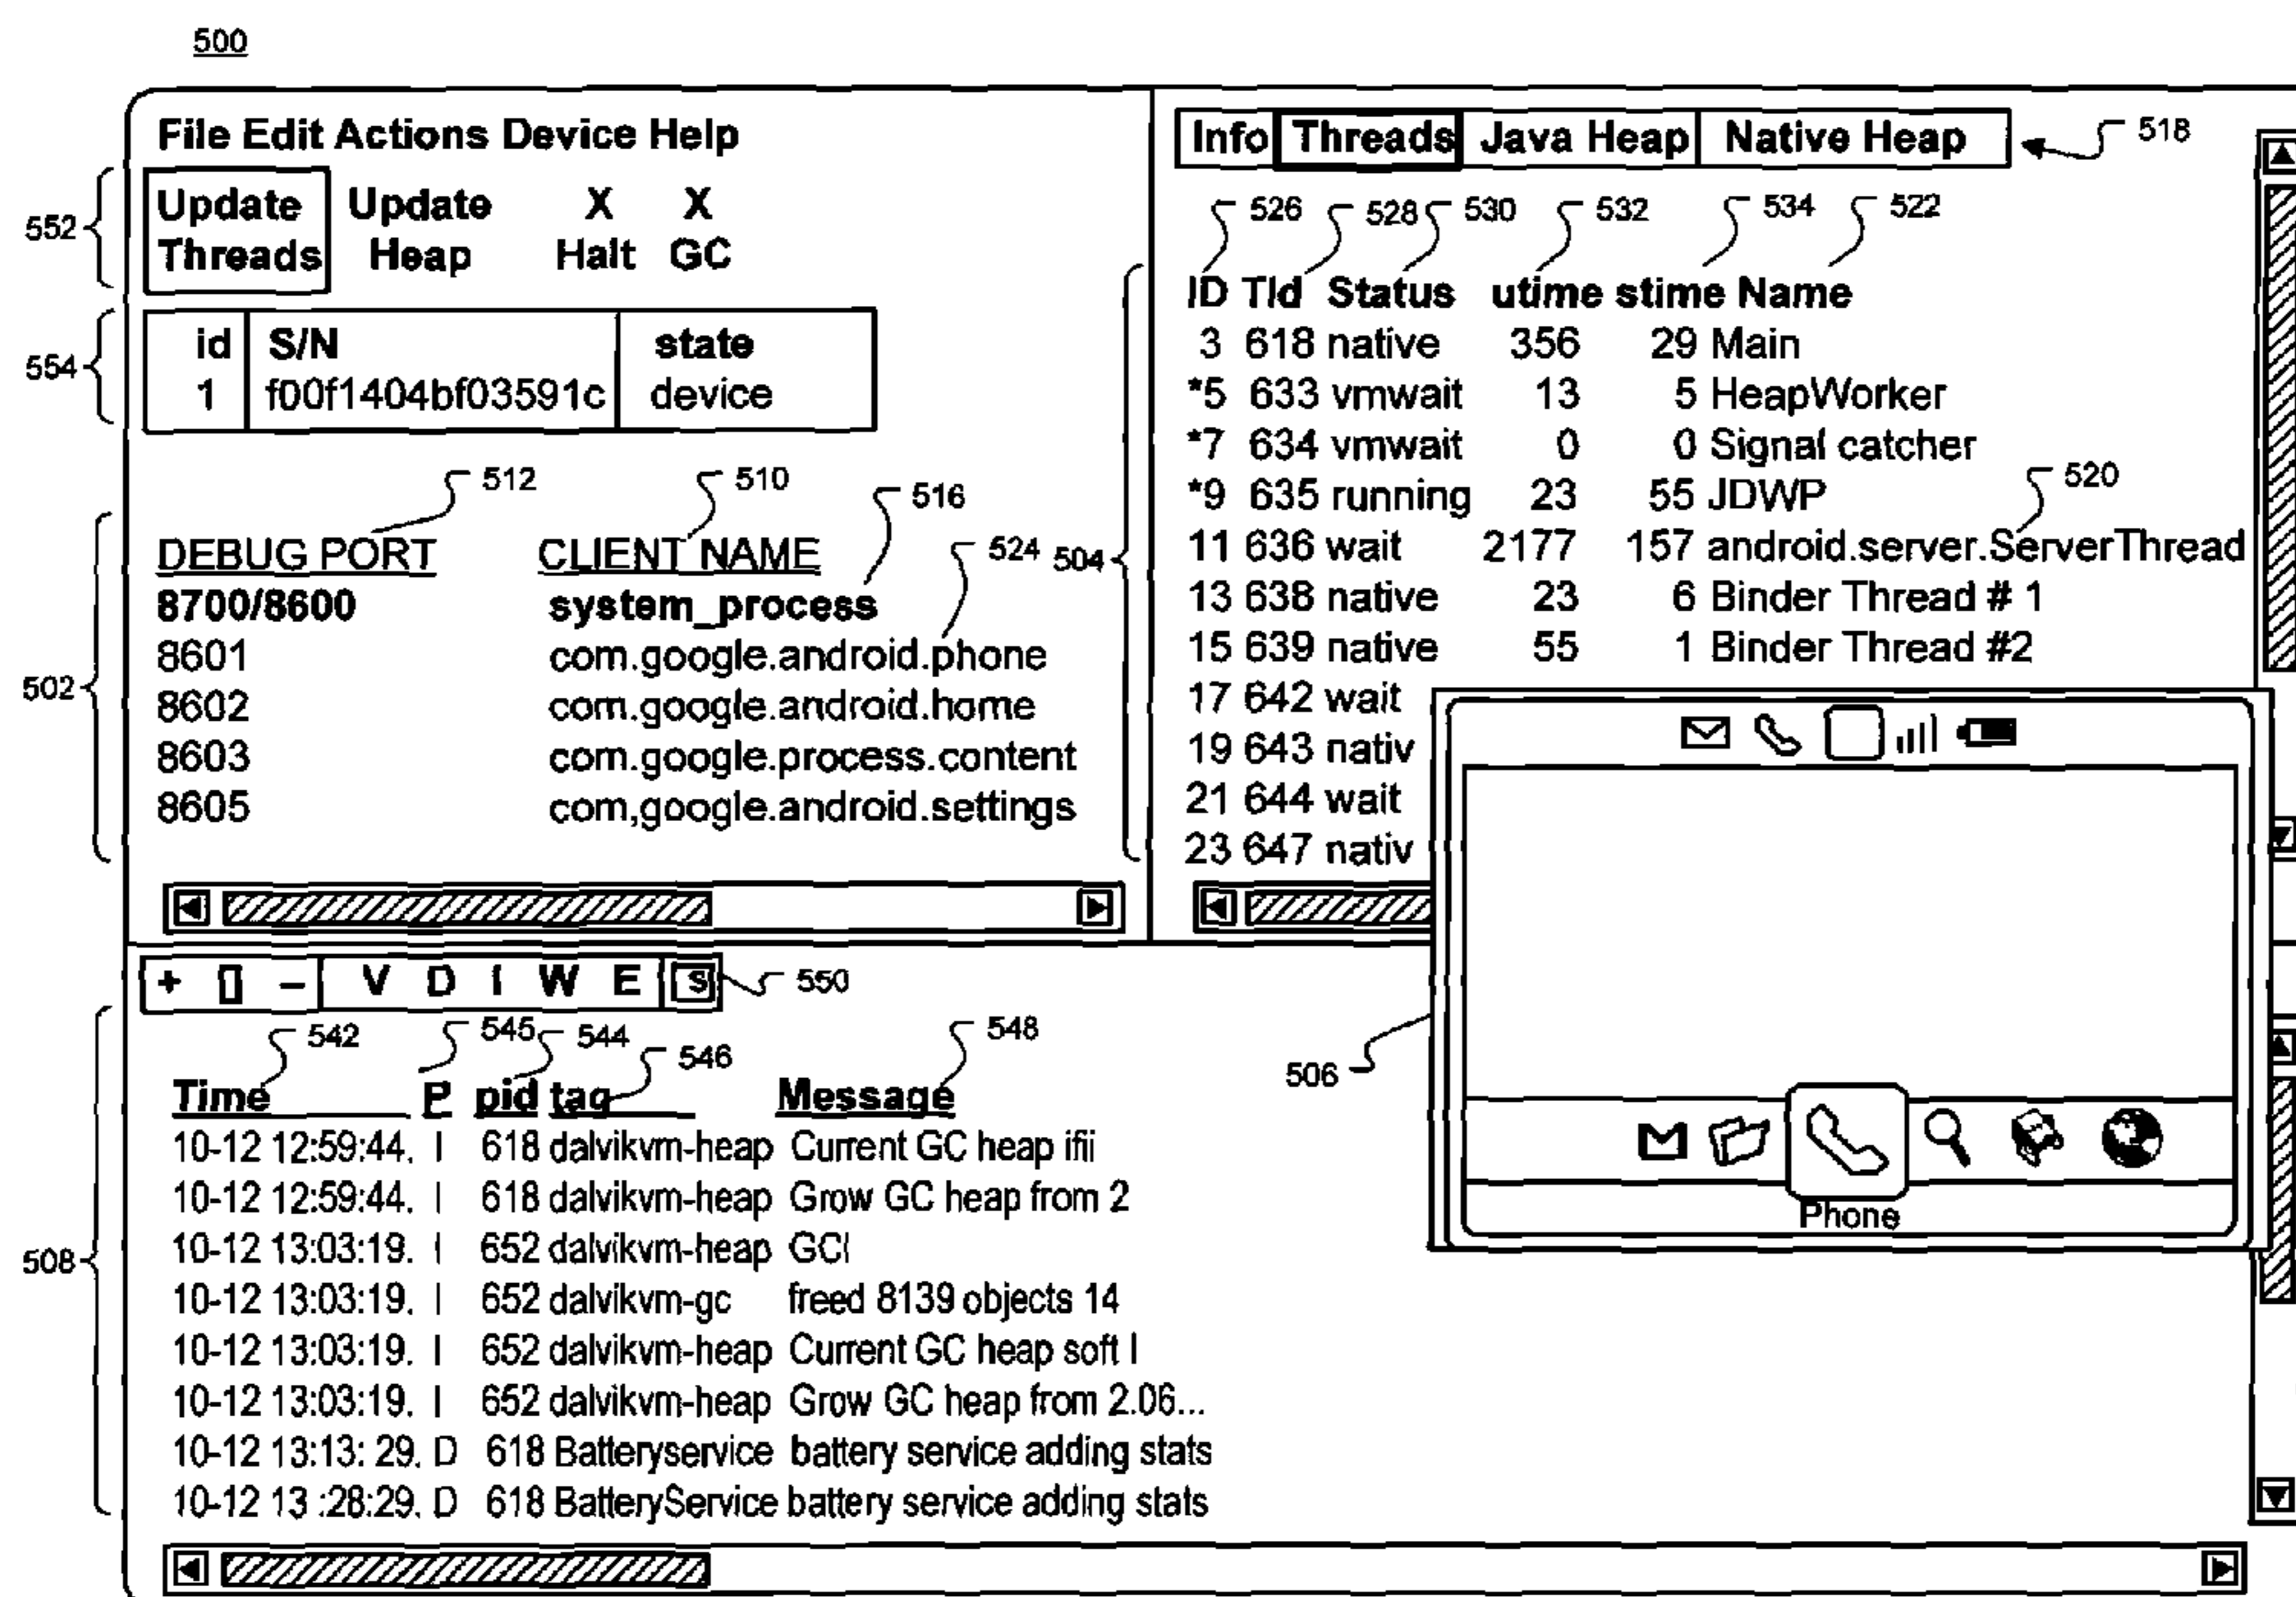 500
File Edit Actions Device Help
552
Update Threads
Update Heap
X Halt
X GC
554
id S/N state
1 f00f1404bf03591c device
512
510
516
524
502
DEBUG PORT CLIENT NAME
8700/8600 system_process
8601 com.google.android.phone
8602 com.google.android.home
8603 com.google.process.content
8605 com,google.android.settings
Info Threads Java Heap Native Heap
518
526 528 530 532 534 522
504
ID TId Status utime stime Name
3 618 native 356 29 Main
*5 633 vmwait 13 5 HeapWorker
*7 634 vmwait 0 0 Signal catcher
*9 635 running 23 55 JDWP
520
11 636 wait 2177 157 android.server.ServerThread
13 638 native 23 6 Binder Thread # 1
15 639 native 55 1 Binder Thread #2
17 642 wait
19 643 nativ
21 644 wait
23 647 nativ
506
Phone
+ ▯ – V D I W E S
550
542 545 544 546 548
508
Time P pid tag Message
10-12 12:59:44. I 618 dalvikvm-heap Current GC heap ifii
10-12 12:59:44. I 618 dalvikvm-heap Grow GC heap from 2
10-12 13:03:19. I 652 dalvikvm-heap GC|
10-12 13:03:19. I 652 dalvikvm-gc freed 8139 objects 14
10-12 13:03:19. I 652 dalvikvm-heap Current GC heap soft l
10-12 13:03:19. I 652 dalvikvm-heap Grow GC heap from 2.06...
10-12 13:13: 29. D 618 Batteryservice battery service adding stats
10-12 13 :28:29. D 618 BatteryService battery service adding stats